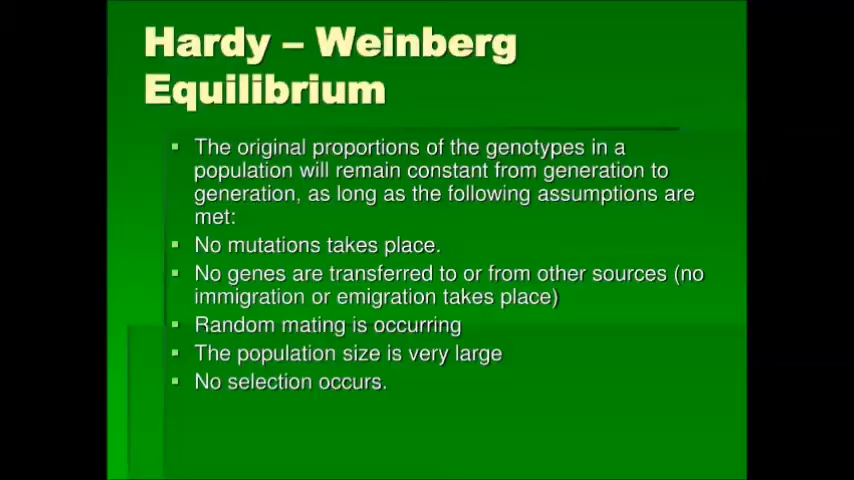 Hardy – Weinberg
Equilibrium
▪ The original proportions of the genotypes in a
population will remain constant from generation to
generation, as long as the following assumptions are
met:
▪ No mutations takes place.
▪ No genes are transferred to or from other sources (no
immigration or emigration takes place)
▪ Random mating is occurring
▪ The population size is very large
▪ No selection occurs.